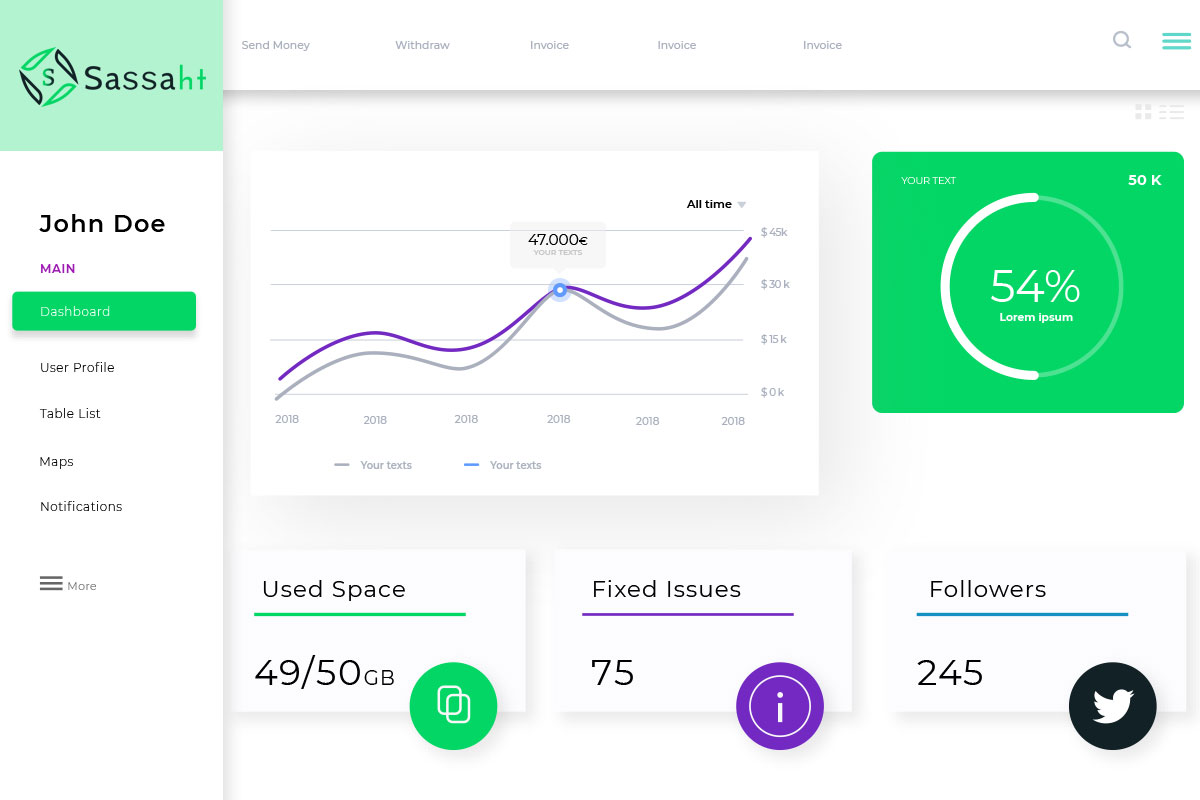 S
Sassaht
Send Money
Withdraw
Invoice
Invoice
Invoice
John Doe
MAIN
Dashboard
User Profile
Table List
Maps
Notifications
More
All time
47.000€
YOUR TEXTS
$ 45k
$ 30 k
$ 15 k
$ 0 k
2018
2018
2018
2018
2018
2018
Your texts
Your texts
YOUR TEXT
50 K
54%
Lorem ipsum
Used Space
49/50GB
Fixed Issues
75
i
Followers
245